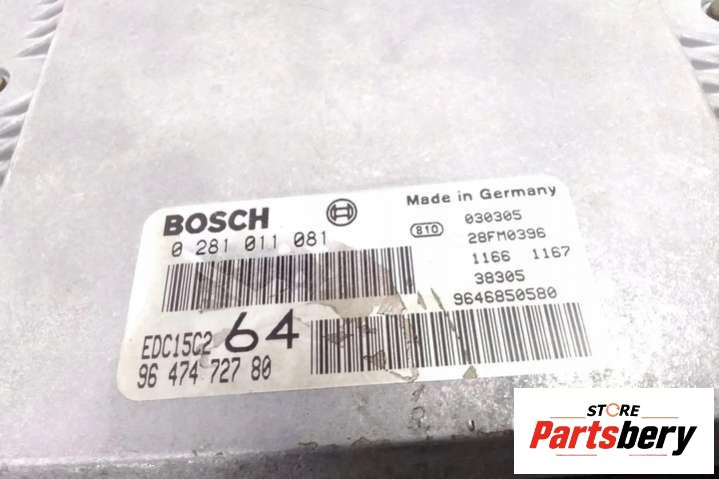 BOSCH
Made in Germany
0 281 011 081
810
030305
28FM0396
1166 1167
38305
9646850580
EDC15C2 64
96 474 727 80
STORE
Partsbery